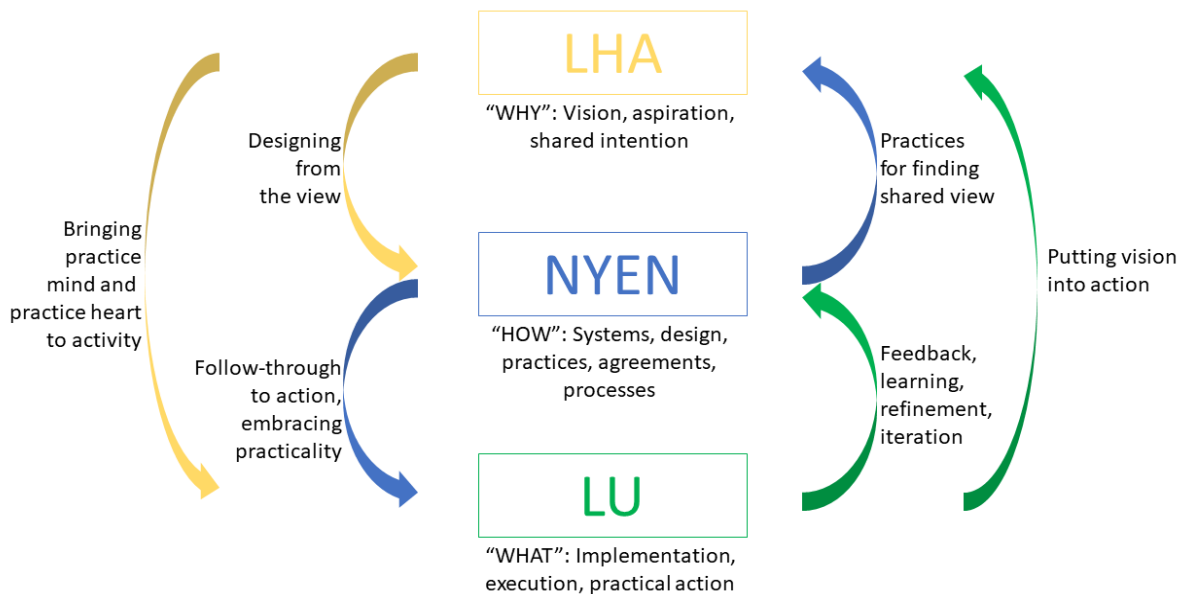 LHA
“WHY”: Vision, aspiration,
shared intention
Designing
from
the view
Practices
for finding
shared view
Bringing
practice
mind and
practice heart
to activity
NYEN
“HOW”: Systems, design,
practices, agreements,
processes
Putting vision
into action
Follow-through
to action,
embracing
practicality
Feedback,
learning,
refinement,
iteration
LU
“WHAT”: Implementation,
execution, practical action